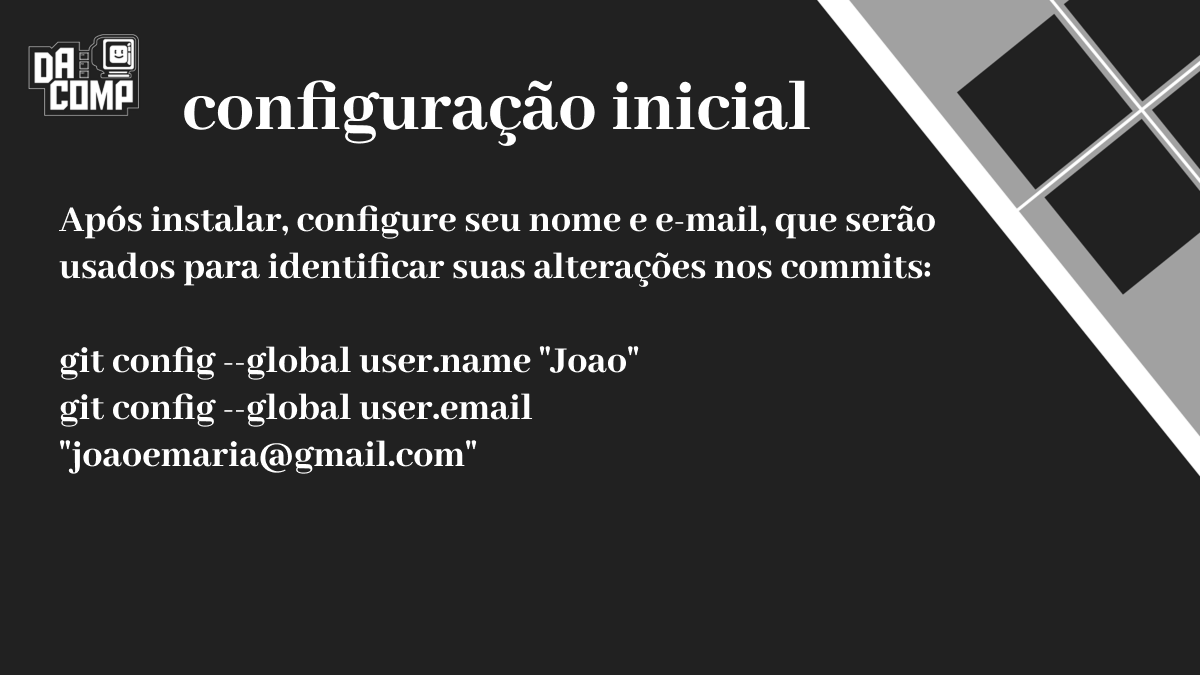 DA
COMP
configuração inicial
Após instalar, configure seu nome e e-mail, que serão
usados para identificar suas alterações nos commits:
git config --global user.name "Joao"
git config --global user.email
"joaoemaria@gmail.com"